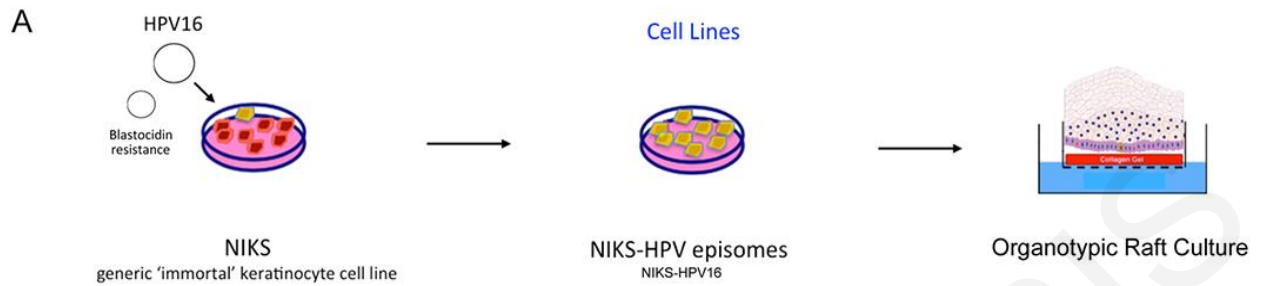 A
HPV16
Blastocidin
resistance
NIKS
generic 'immortal' keratinocyte cell line
Cell Lines
NIKS-HPV episomes
NIKS-HPV16
Collagen Gel
Organotypic Raft Culture